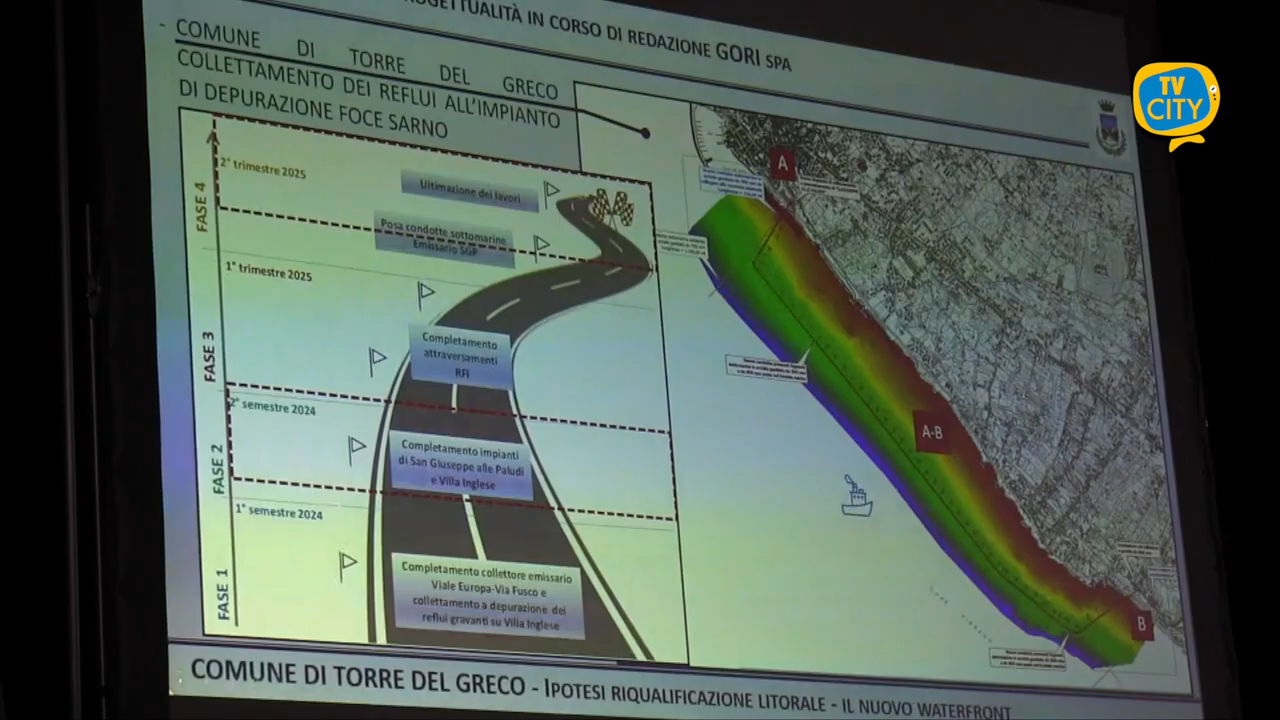 PROGETTUALITÀ IN CORSO DI REDAZIONE GORI SPA
- COMUNE DI TORRE DEL GRECO
COLLETTAMENTO DEI REFLUI ALL'IMPIANTO
DI DEPURAZIONE FOCE SARNO
TV
CITY
FASE 4
2° trimestre 2025
Ultimazione dei lavori
Posa condotte sottomarine
Emissario SGP
1° trimestre 2025
FASE 3
Completamento
attraversamenti
RFI
2° semestre 2024
FASE 2
Completamento impianti
di San Giuseppe alle Paludi
e Villa Inglese
1° semestre 2024
FASE 1
Completamento collettore emissario
Viale Europa-Via Fusco e
collettamento a depurazione dei
reflui gravanti su Villa Inglese
A
A-B
B
COMUNE DI TORRE DEL GRECO - IPOTESI RIQUALIFICAZIONE LITORALE - IL NUOVO WATERFRONT